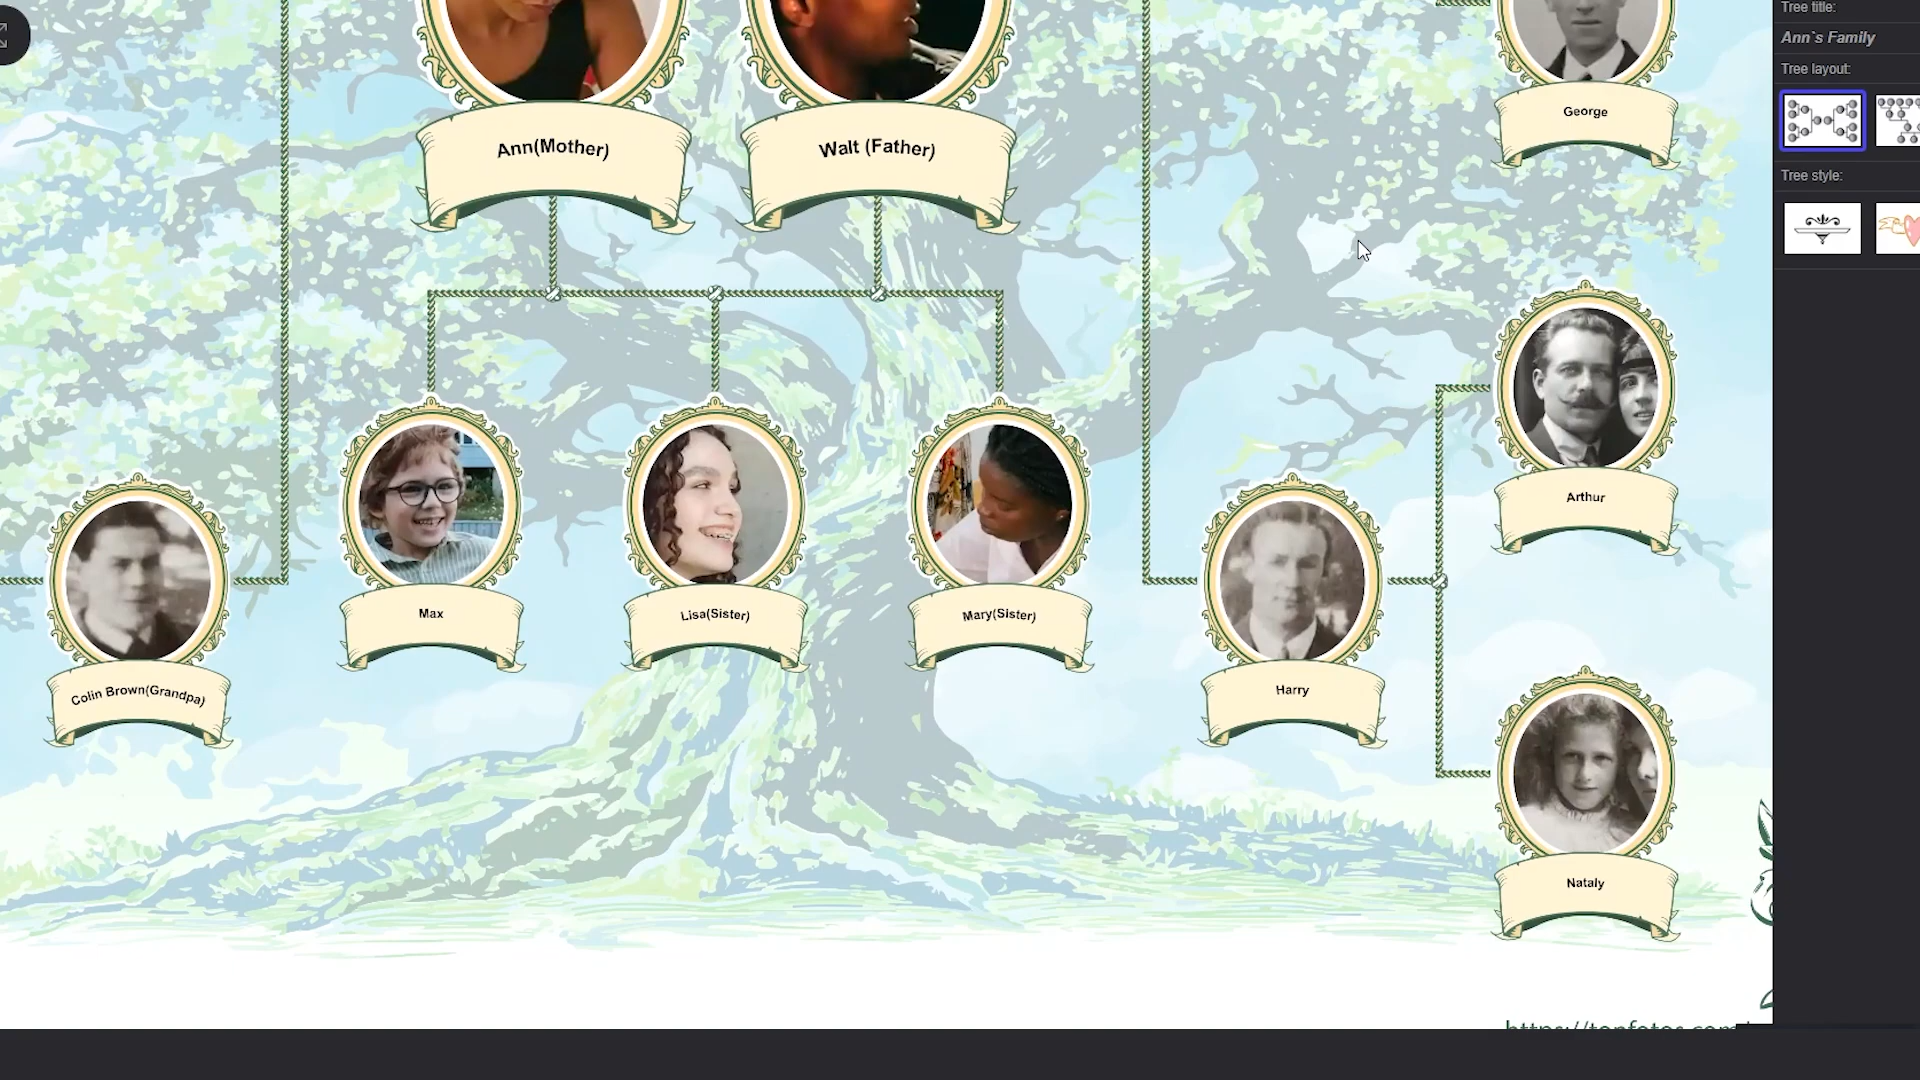 Tree title:
Ann`s Family
Tree layout:
Tree style:
George
Ann(Mother)
Walt (Father)
Arthur
Max
Lisa(Sister)
Mary(Sister)
Colin Brown(Grandpa)
Harry
Nataly